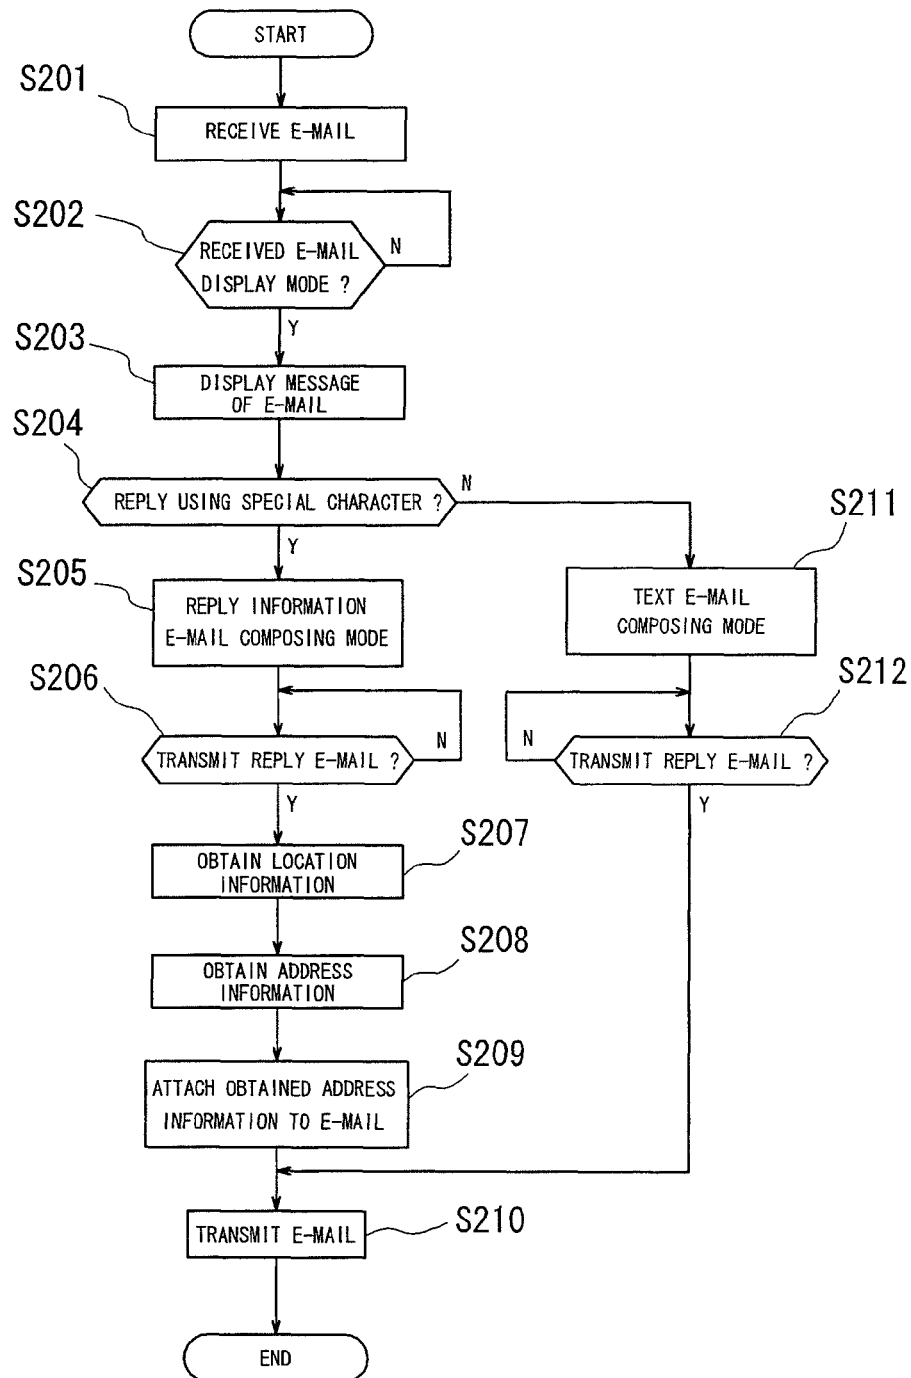 START
S201
RECEIVE E-MAIL
S202
RECEIVED E-MAIL
DISPLAY MODE ?
N
Y
S203
DISPLAY MESSAGE
OF E-MAIL
S204
REPLY USING SPECIAL CHARACTER ?
N
Y
S205
REPLY INFORMATION
E-MAIL COMPOSING MODE
S211
TEXT E-MAIL
COMPOSING MODE
S206
TRANSMIT REPLY E-MAIL ?
N
Y
S212
TRANSMIT REPLY E-MAIL ?
N
Y
S207
OBTAIN LOCATION
INFORMATION
S208
OBTAIN ADDRESS
INFORMATION
S209
ATTACH OBTAINED ADDRESS
INFORMATION TO E-MAIL
S210
TRANSMIT E-MAIL
END